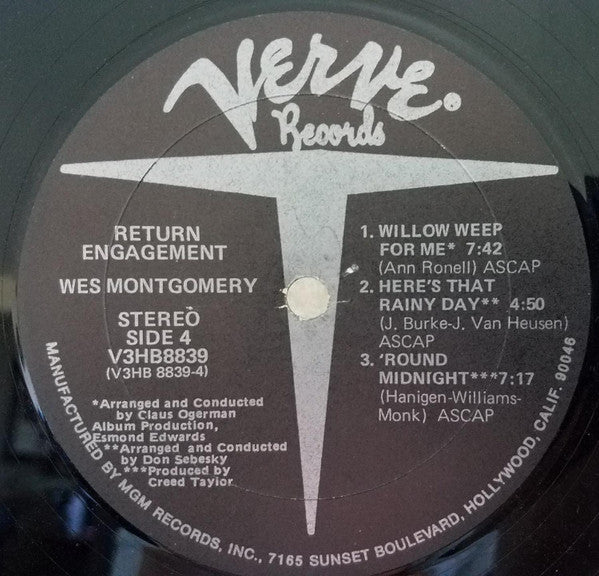 Verve®
Records
RETURN
ENGAGEMENT
WES MONTGOMERY
STEREO
SIDE 4
V3HB8839
(V3HB 8839-4)
*Arranged and Conducted
by Claus Ogerman
Album Production,
Esmond Edwards
**Arranged and Conducted
by Don Sebesky
***Produced by
Creed Taylor
1. WILLOW WEEP
FOR ME* 7:42
(Ann Ronell) ASCAP
2. HERE'S THAT
RAINY DAY** 4:50
(J. Burke-J. Van Heusen)
ASCAP
3. 'ROUND
MIDNIGHT***7:17
(Hanigen-Williams-
Monk) ASCAP
MANUFACTURED BY MGM RECORDS, INC., 7165 SUNSET BOULEVARD, HOLLYWOOD, CALIF. 90046